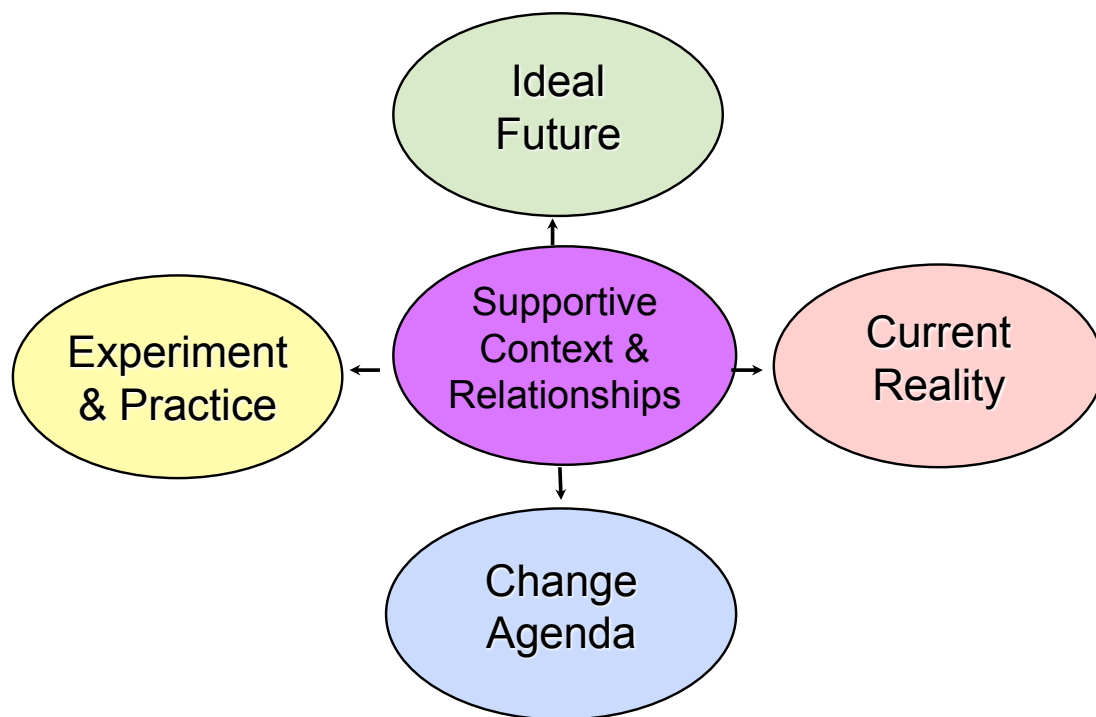 Ideal
Future
Supportive
Context &
Relationships
Experiment
& Practice
Current
Reality
Change
Agenda